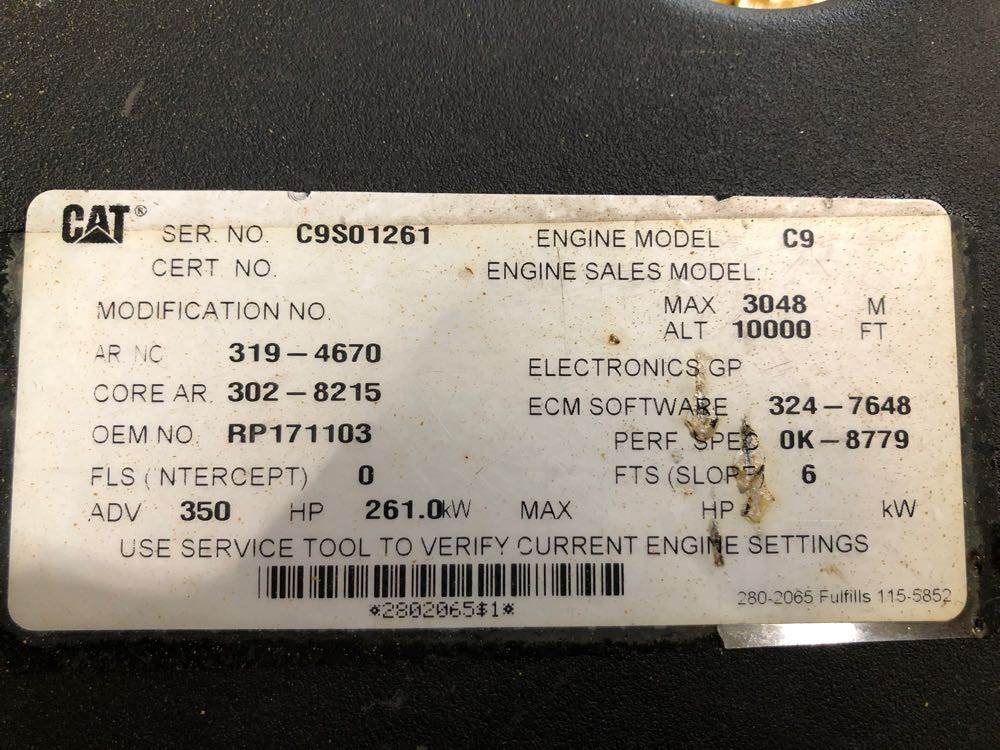 CAT® SER. NO. C9S01261 ENGINE MODEL C9
CERT NO. ENGINE SALES MODEL:
MODIFICATION NO. MAX 3048 M
ALT 10000 FT
AR NO 319-4670 ELECTRONICS GP
CORE AR. 302-8215 ECM SOFTWARE 324-7648
OEM NO. RP171103 PERF. SPEC 0K-8779
FLS (NTERCEPT) 0 FTS (SLOPE) 6
ADV 350 HP 261.0kW MAX HP kW
USE SERVICE TOOL TO VERIFY CURRENT ENGINE SETTINGS
*2802065$1*
280-2065 Fulfills 115-5852